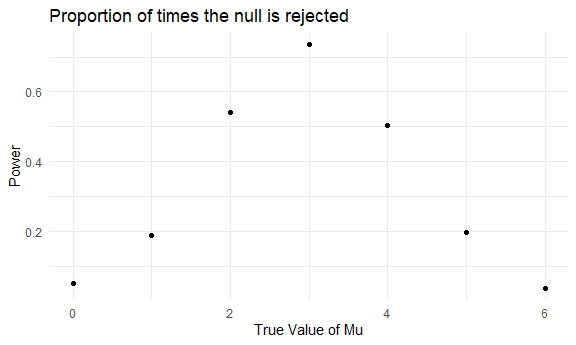 Proportion of times the null is rejected
Power
0.6
0.4
0.2
0 2 4 6
True Value of Mu